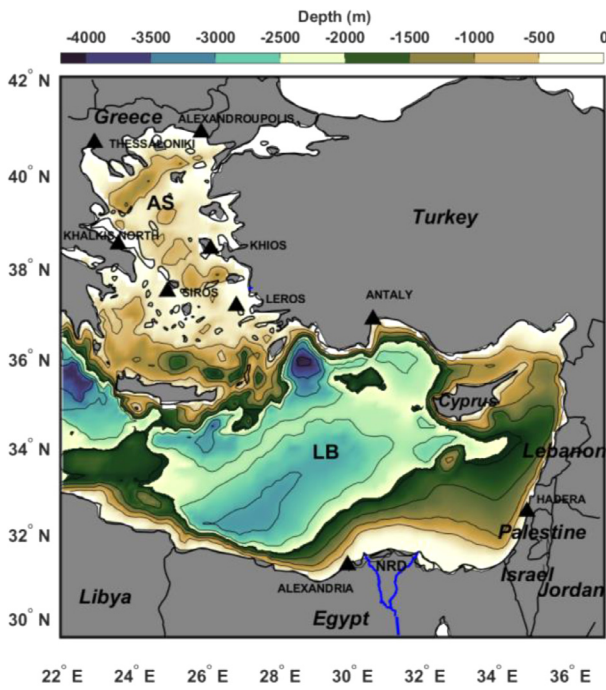 Depth (m)
-4000 -3500 -3000 -2500 -2000 -1500 -1000 -500 0
42° N
Greece
ALEXANDROUPOLIS
THESSALONIKI
40° N
AS
Turkey
KHALKIS NORTH
KHIOS
38° N
SIROS
LEROS
ANTALY
36° N
Cyprus
34° N
LB
Lebanon
HADERA
32° N
Palestine
NRD
Israel
ALEXANDRIA
Jordan
Libya
30° N
Egypt
22° E 24° E 26° E 28° E 30° E 32° E 34° E 36° E